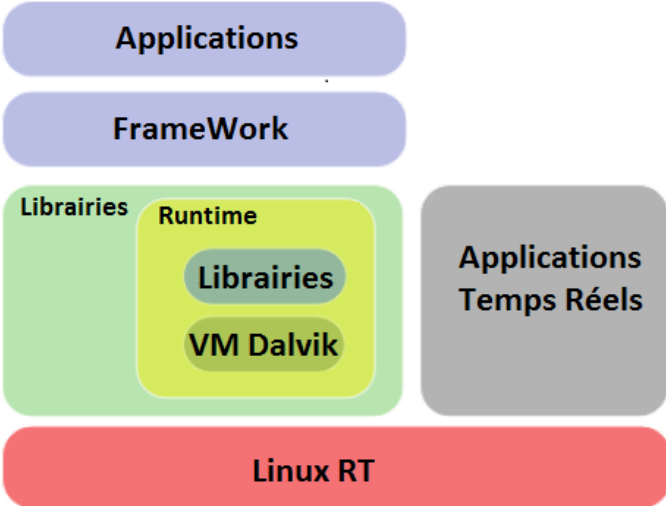 Applications
FrameWork
Librairies
Runtime
Librairies
VM Dalvik
Applications
Temps Réels
Linux RT